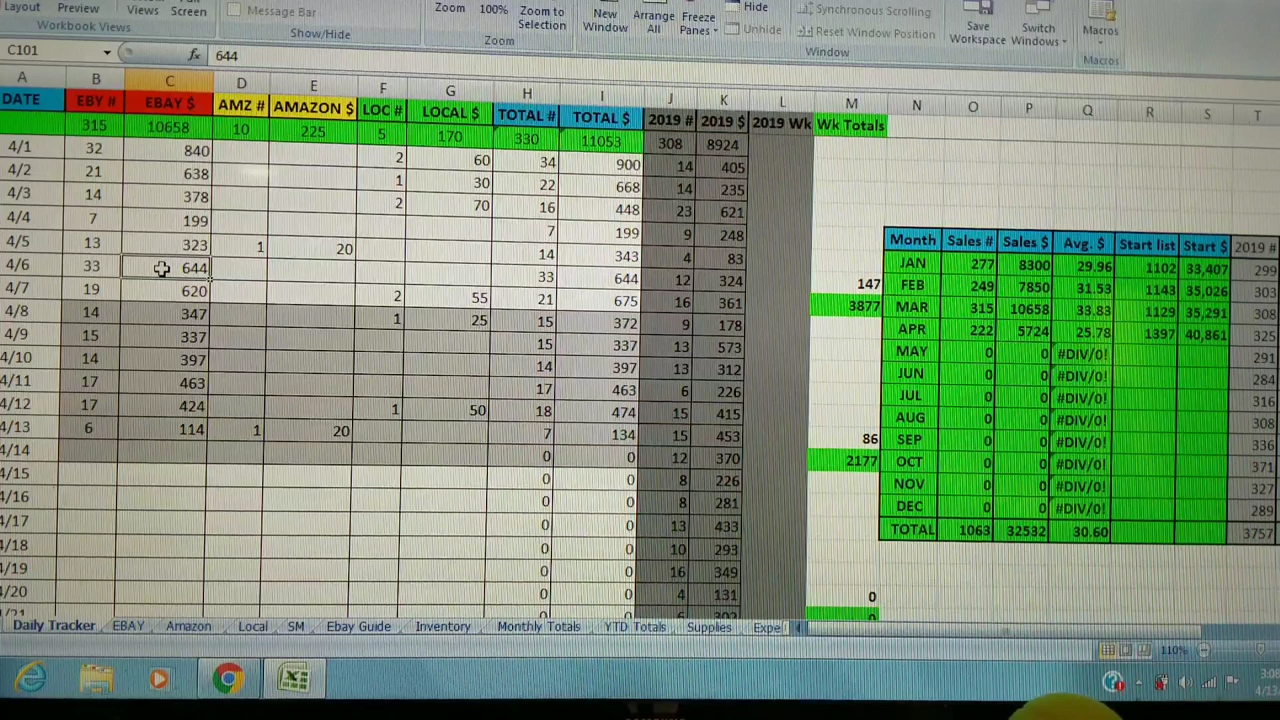 Layout Preview Views Screen Message Bar Zoom 100% Zoom to Selection New Window Arrange All Freeze Panes Hide Unhide Synchronous Scrolling Reset Window Position Save Workspace Switch Windows Macros
Workbook Views Show/Hide Zoom Window Macros
C101 fx 644
A B C D E F G H I J K L M N O P Q R S T
DATE EBY # EBAY $ AMZ # AMAZON $ LOC # LOCAL $ TOTAL # TOTAL $ 2019 # 2019 $ 2019 Wk Wk Totals
315 10658 10 225 5 170 330 11053 308 8924
4/1 32 840 2 60 34 900 14 405
4/2 21 638 1 30 22 668 14 235
4/3 14 378 2 70 16 448 23 621
4/4 7 199 7 199 9 248
4/5 13 323 1 20 14 343 4 83
4/6 33 644 33 644 12 324
4/7 19 620 2 55 21 675 16 361
4/8 14 347 1 25 15 372 9 178
4/9 15 337 15 337 13 573
4/10 14 397 14 397 13 312
4/11 17 463 17 463 6 226
4/12 17 424 1 50 18 474 15 415
4/13 6 114 1 20 7 134 15 453
4/14 0 0 12 370
4/15 0 0 8 226
4/16 0 0 8 281
4/17 0 0 13 433
4/18 0 0 10 293
4/19 0 0 16 349
4/20 0 0 4 131
147
3877
86
2177
0
0
Month Sales # Sales $ Avg. $ Start list Start $ 2019 #
JAN 277 8300 29.96 1102 33,407 299
FEB 249 7850 31.53 1143 35,026 303
MAR 315 10658 33.83 1129 35,291 308
APR 222 5724 25.78 1397 40,861 325
MAY 0 0 #DIV/0! 291
JUN 0 0 #DIV/0! 284
JUL 0 0 #DIV/0! 316
AUG 0 0 #DIV/0! 308
SEP 0 0 #DIV/0! 336
OCT 0 0 #DIV/0! 371
NOV 0 0 #DIV/0! 327
DEC 0 0 #DIV/0! 289
TOTAL 1063 32532 30.60 3757
Daily Tracker EBAY Amazon Local SM Ebay Guide Inventory Monthly Totals YTD Totals Supplies Expe
110%
3:08
4/13